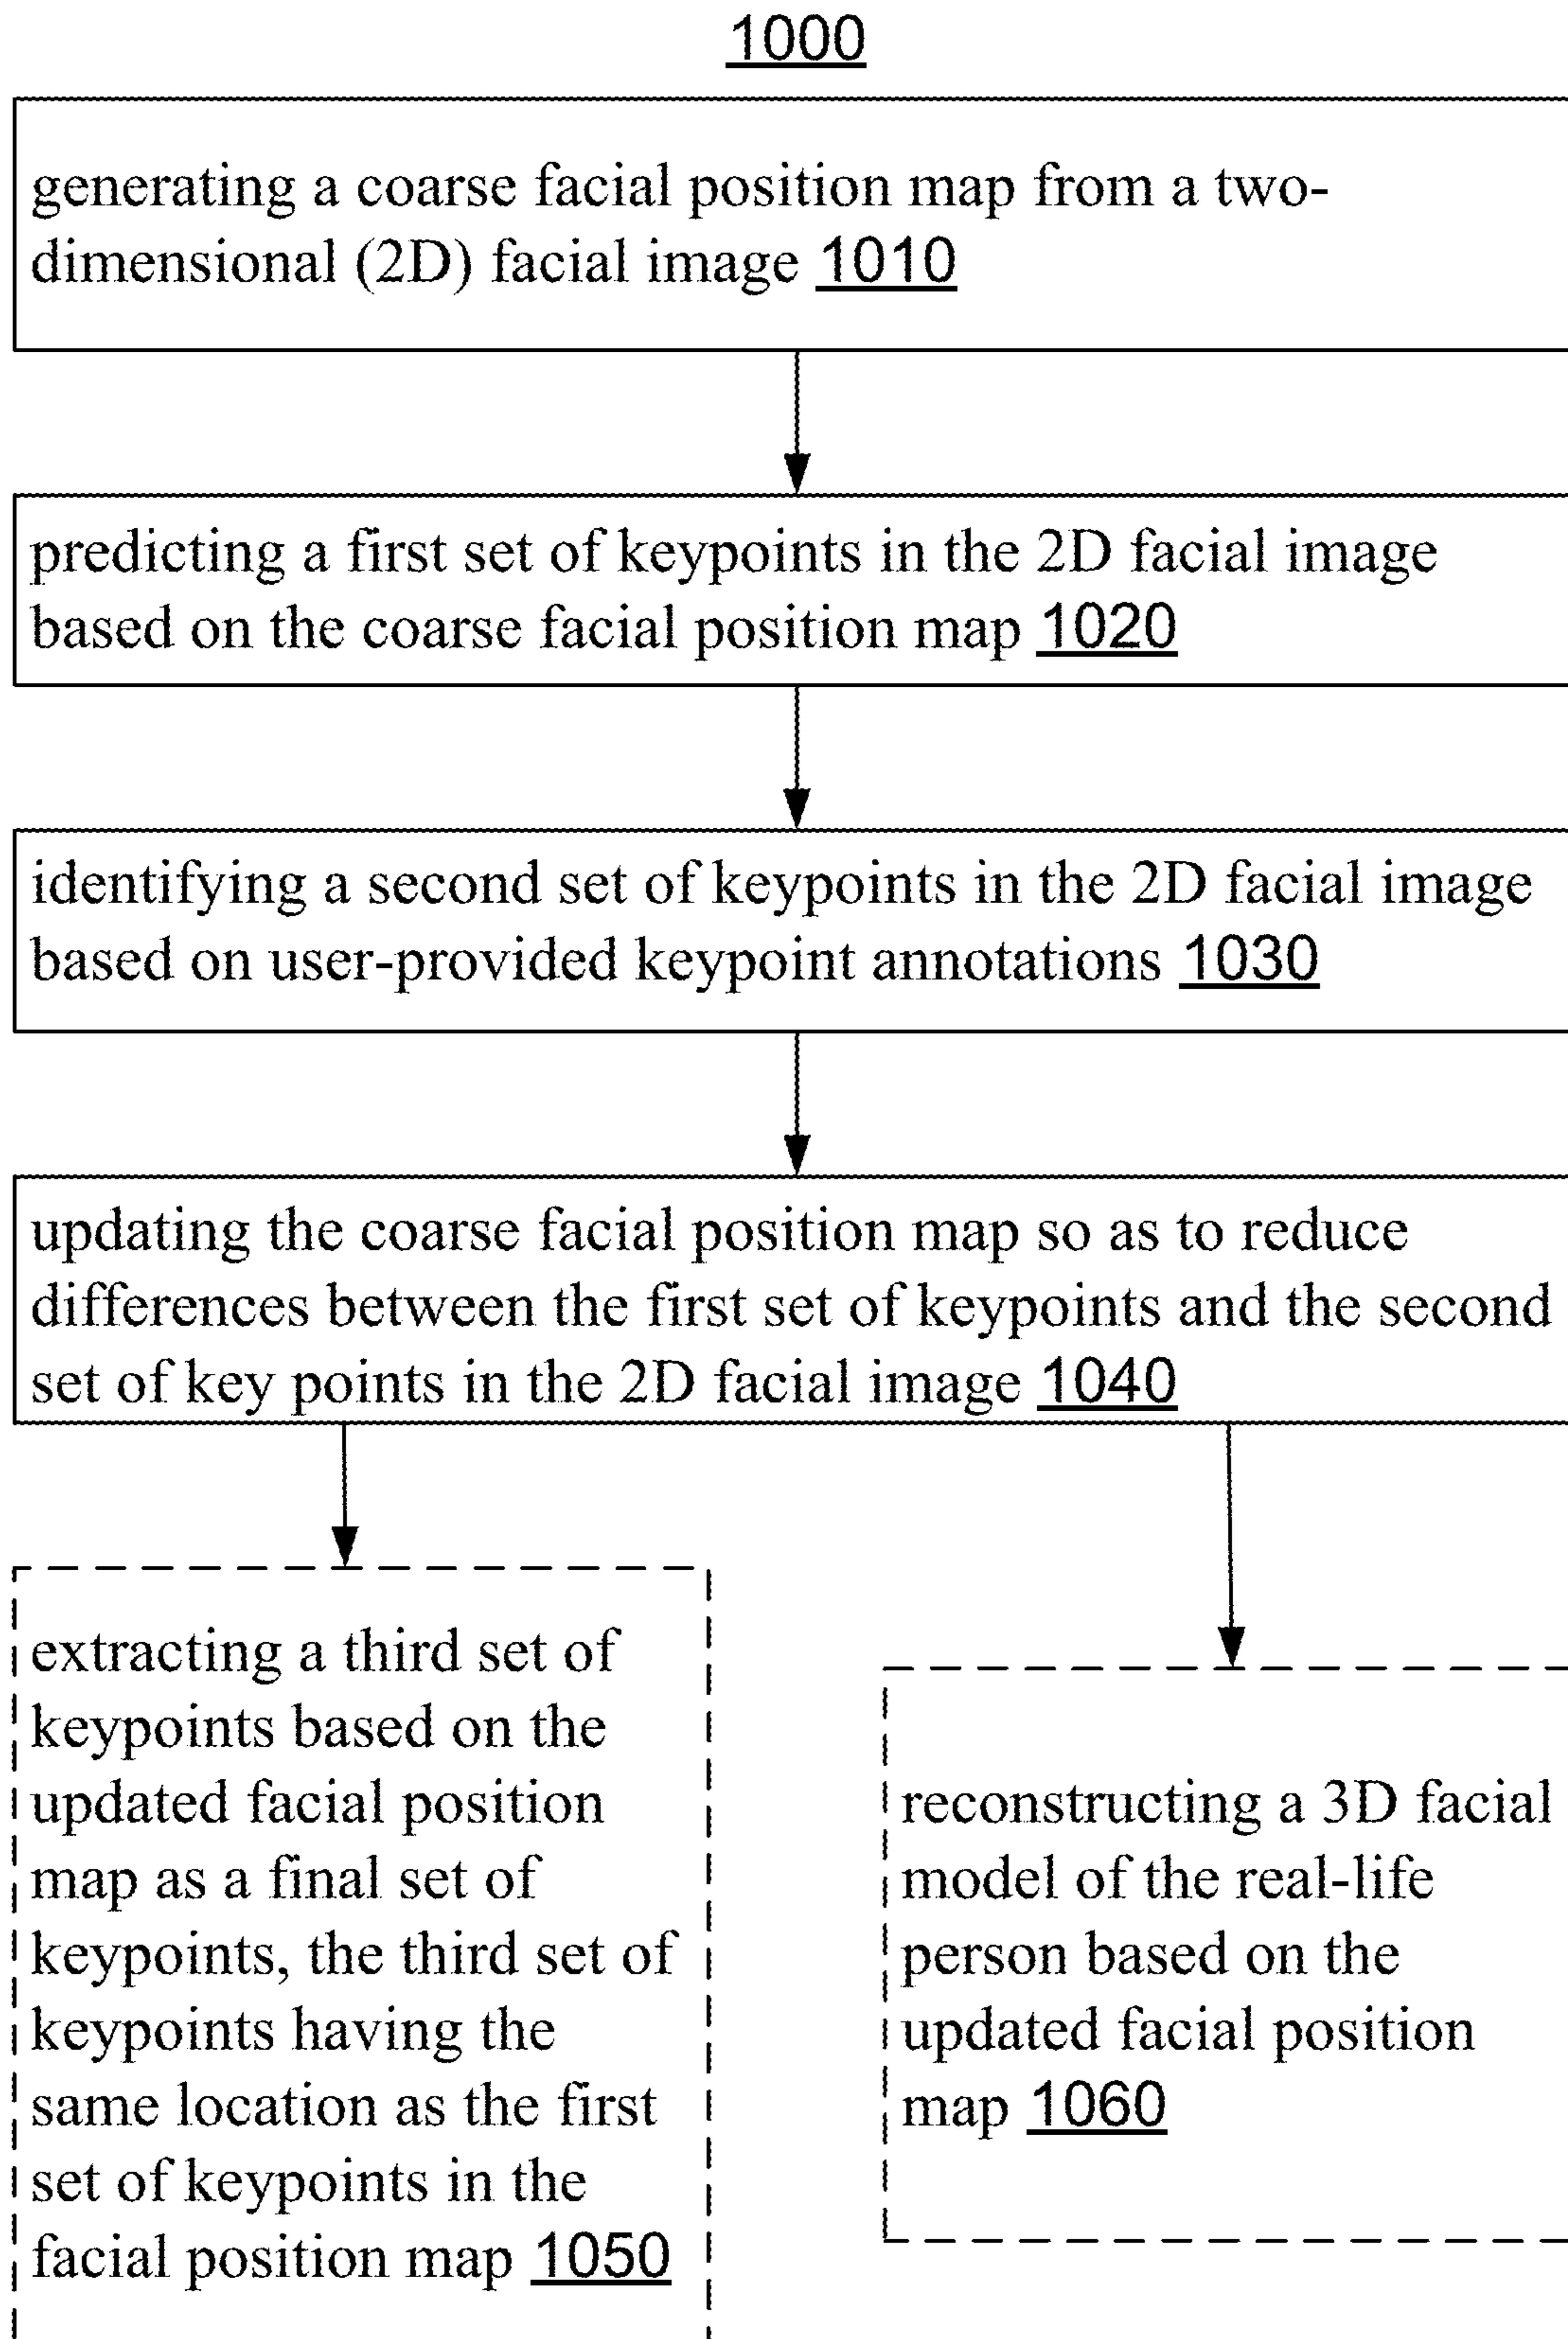 1000
generating a coarse facial position map from a two-
dimensional (2D) facial image 1010
predicting a first set of keypoints in the 2D facial image
based on the coarse facial position map 1020
identifying a second set of keypoints in the 2D facial image
based on user-provided keypoint annotations 1030
updating the coarse facial position map so as to reduce
differences between the first set of keypoints and the second
set of key points in the 2D facial image 1040
extracting a third set of
keypoints based on the
updated facial position
map as a final set of
keypoints, the third set of
keypoints having the
same location as the first
set of keypoints in the
facial position map 1050
reconstructing a 3D facial
model of the real-life
person based on the
updated facial position
map 1060